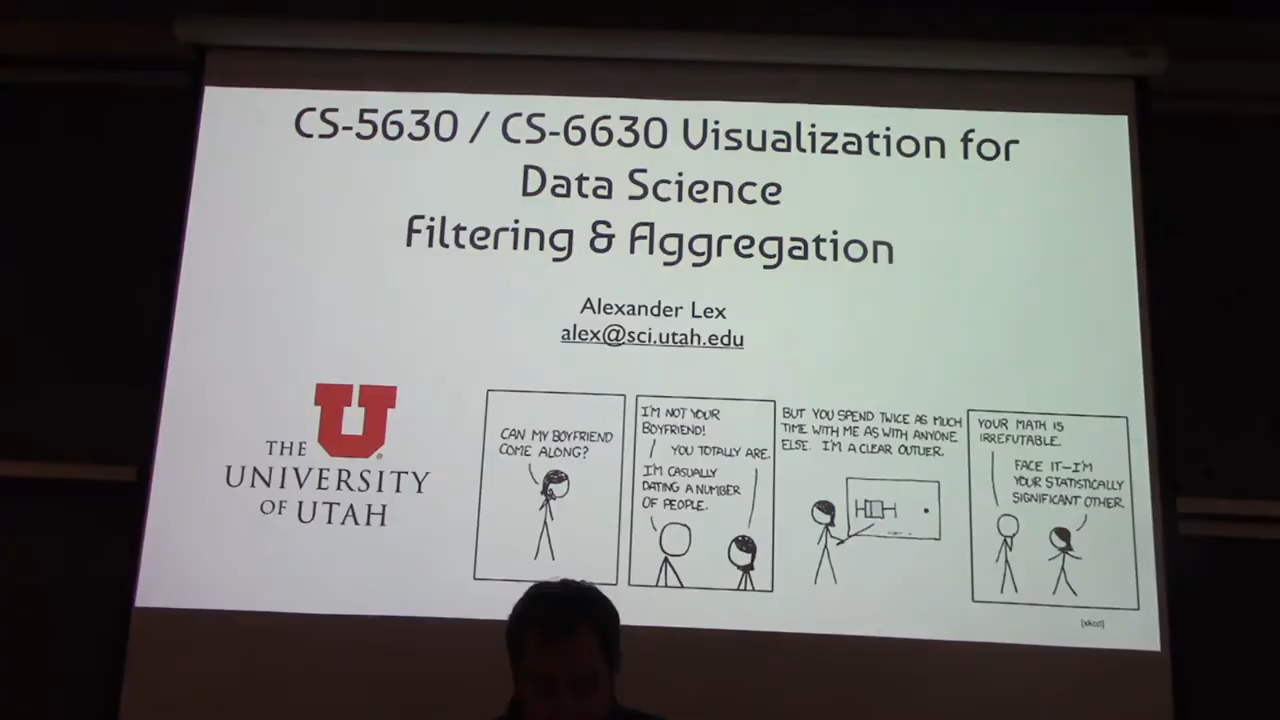 CS-5630 / CS-6630 Visualization for
Data Science
Filtering & Aggregation
Alexander Lex
alex@sci.utah.edu
THE
UNIVERSITY
OF UTAH
CAN MY BOYFRIEND
COME ALONG?
I'M NOT YOUR
BOYFRIEND!
YOU TOTALLY ARE.
I'M CASUALLY
DATING A NUMBER
OF PEOPLE.
BUT YOU SPEND TWICE AS MUCH
TIME WITH ME AS WITH ANYONE
ELSE. I'M A CLEAR OUTLIER.
YOUR MATH IS
IRREFUTABLE.
FACE IT—I'M
YOUR STATISTICALLY
SIGNIFICANT OTHER.
[xkcd]